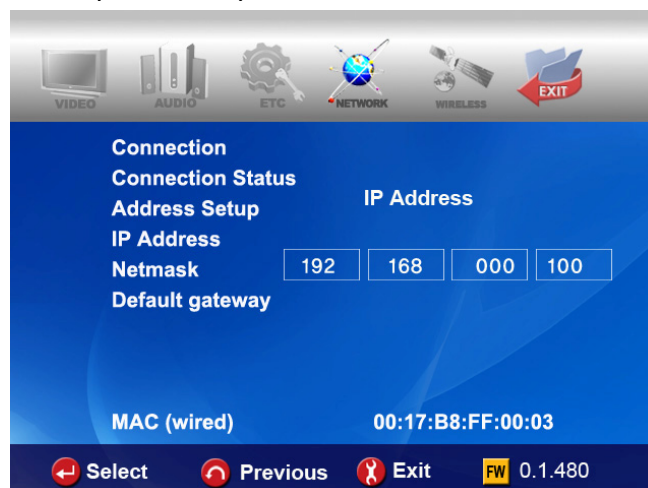 VIDEO AUDIO ETC NETWORK WIRELESS EXIT
Connection
Connection Status
Address Setup
IP Address
IP Address
Netmask
192 168 000 100
Default gateway
MAC (wired) 00:17:B8:FF:00:03
Select Previous Exit FW 0.1.480